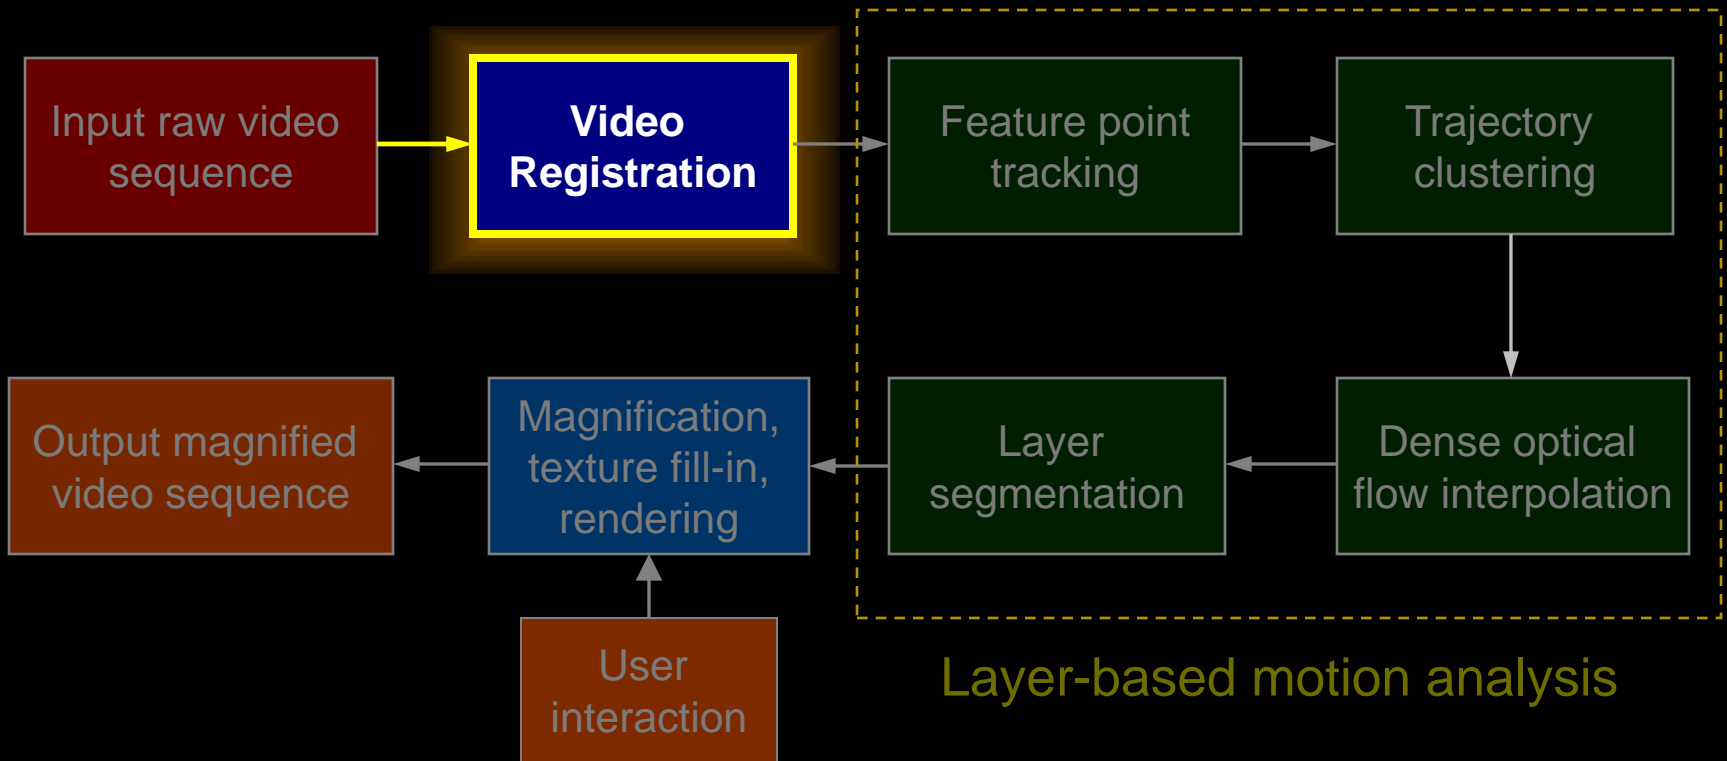 Input raw video
sequence
Video
Registration
Feature point
tracking
Trajectory
clustering
Output magnified
video sequence
Magnification,
texture fill-in,
rendering
Layer
segmentation
Dense optical
flow interpolation
User
interaction
Layer-based motion analysis